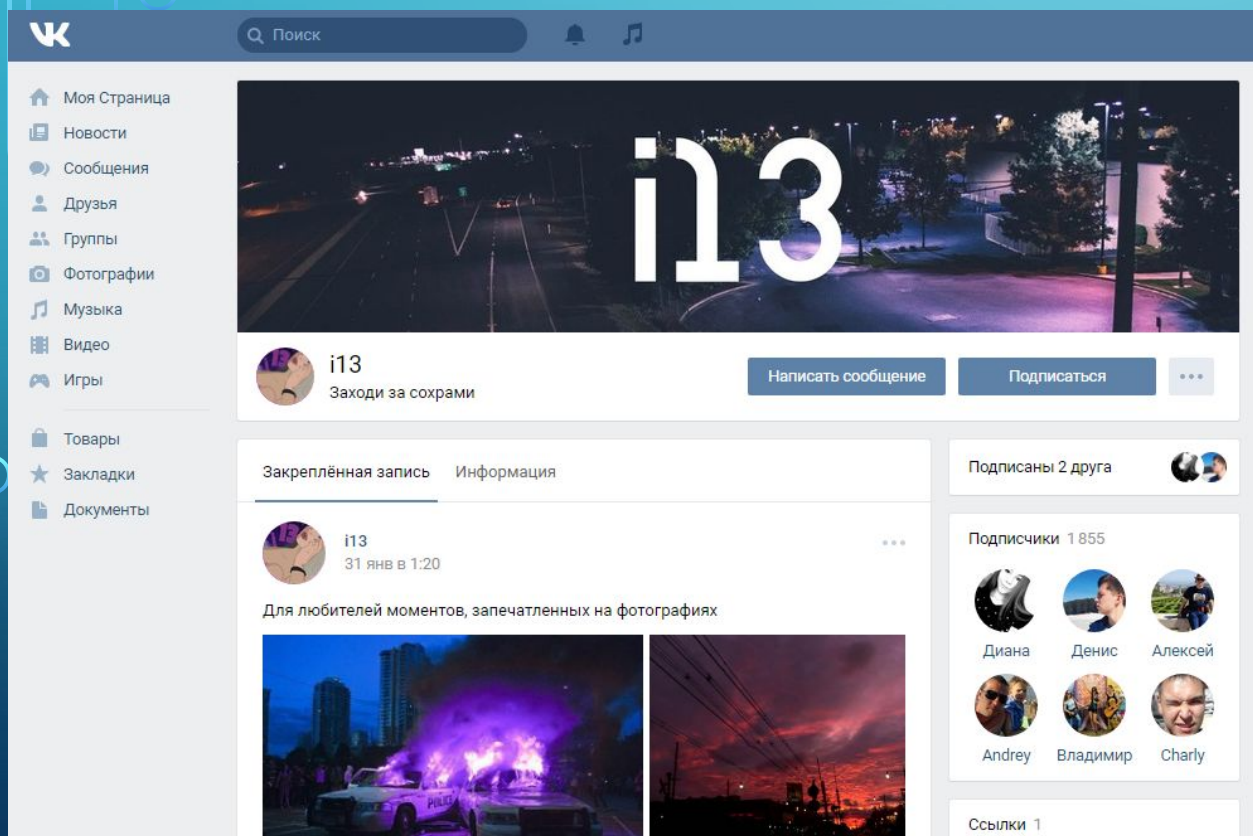 VK
Поиск
Моя Страница
Новости
Сообщения
Друзья
Группы
Фотографии
Музыка
Видео
Игры
Товары
Закладки
Документы
i13
i13
Заходи за сохрами
Написать сообщение
Подписаться
Закреплённая запись
Информация
i13
31 янв в 1:20
Для любителей моментов, запечатленных на фотографиях
POLICE
Подписаны 2 друга
Подписчики 1 855
Диана
Денис
Алексей
Andrey
Владимир
Charly
Ссылки 1